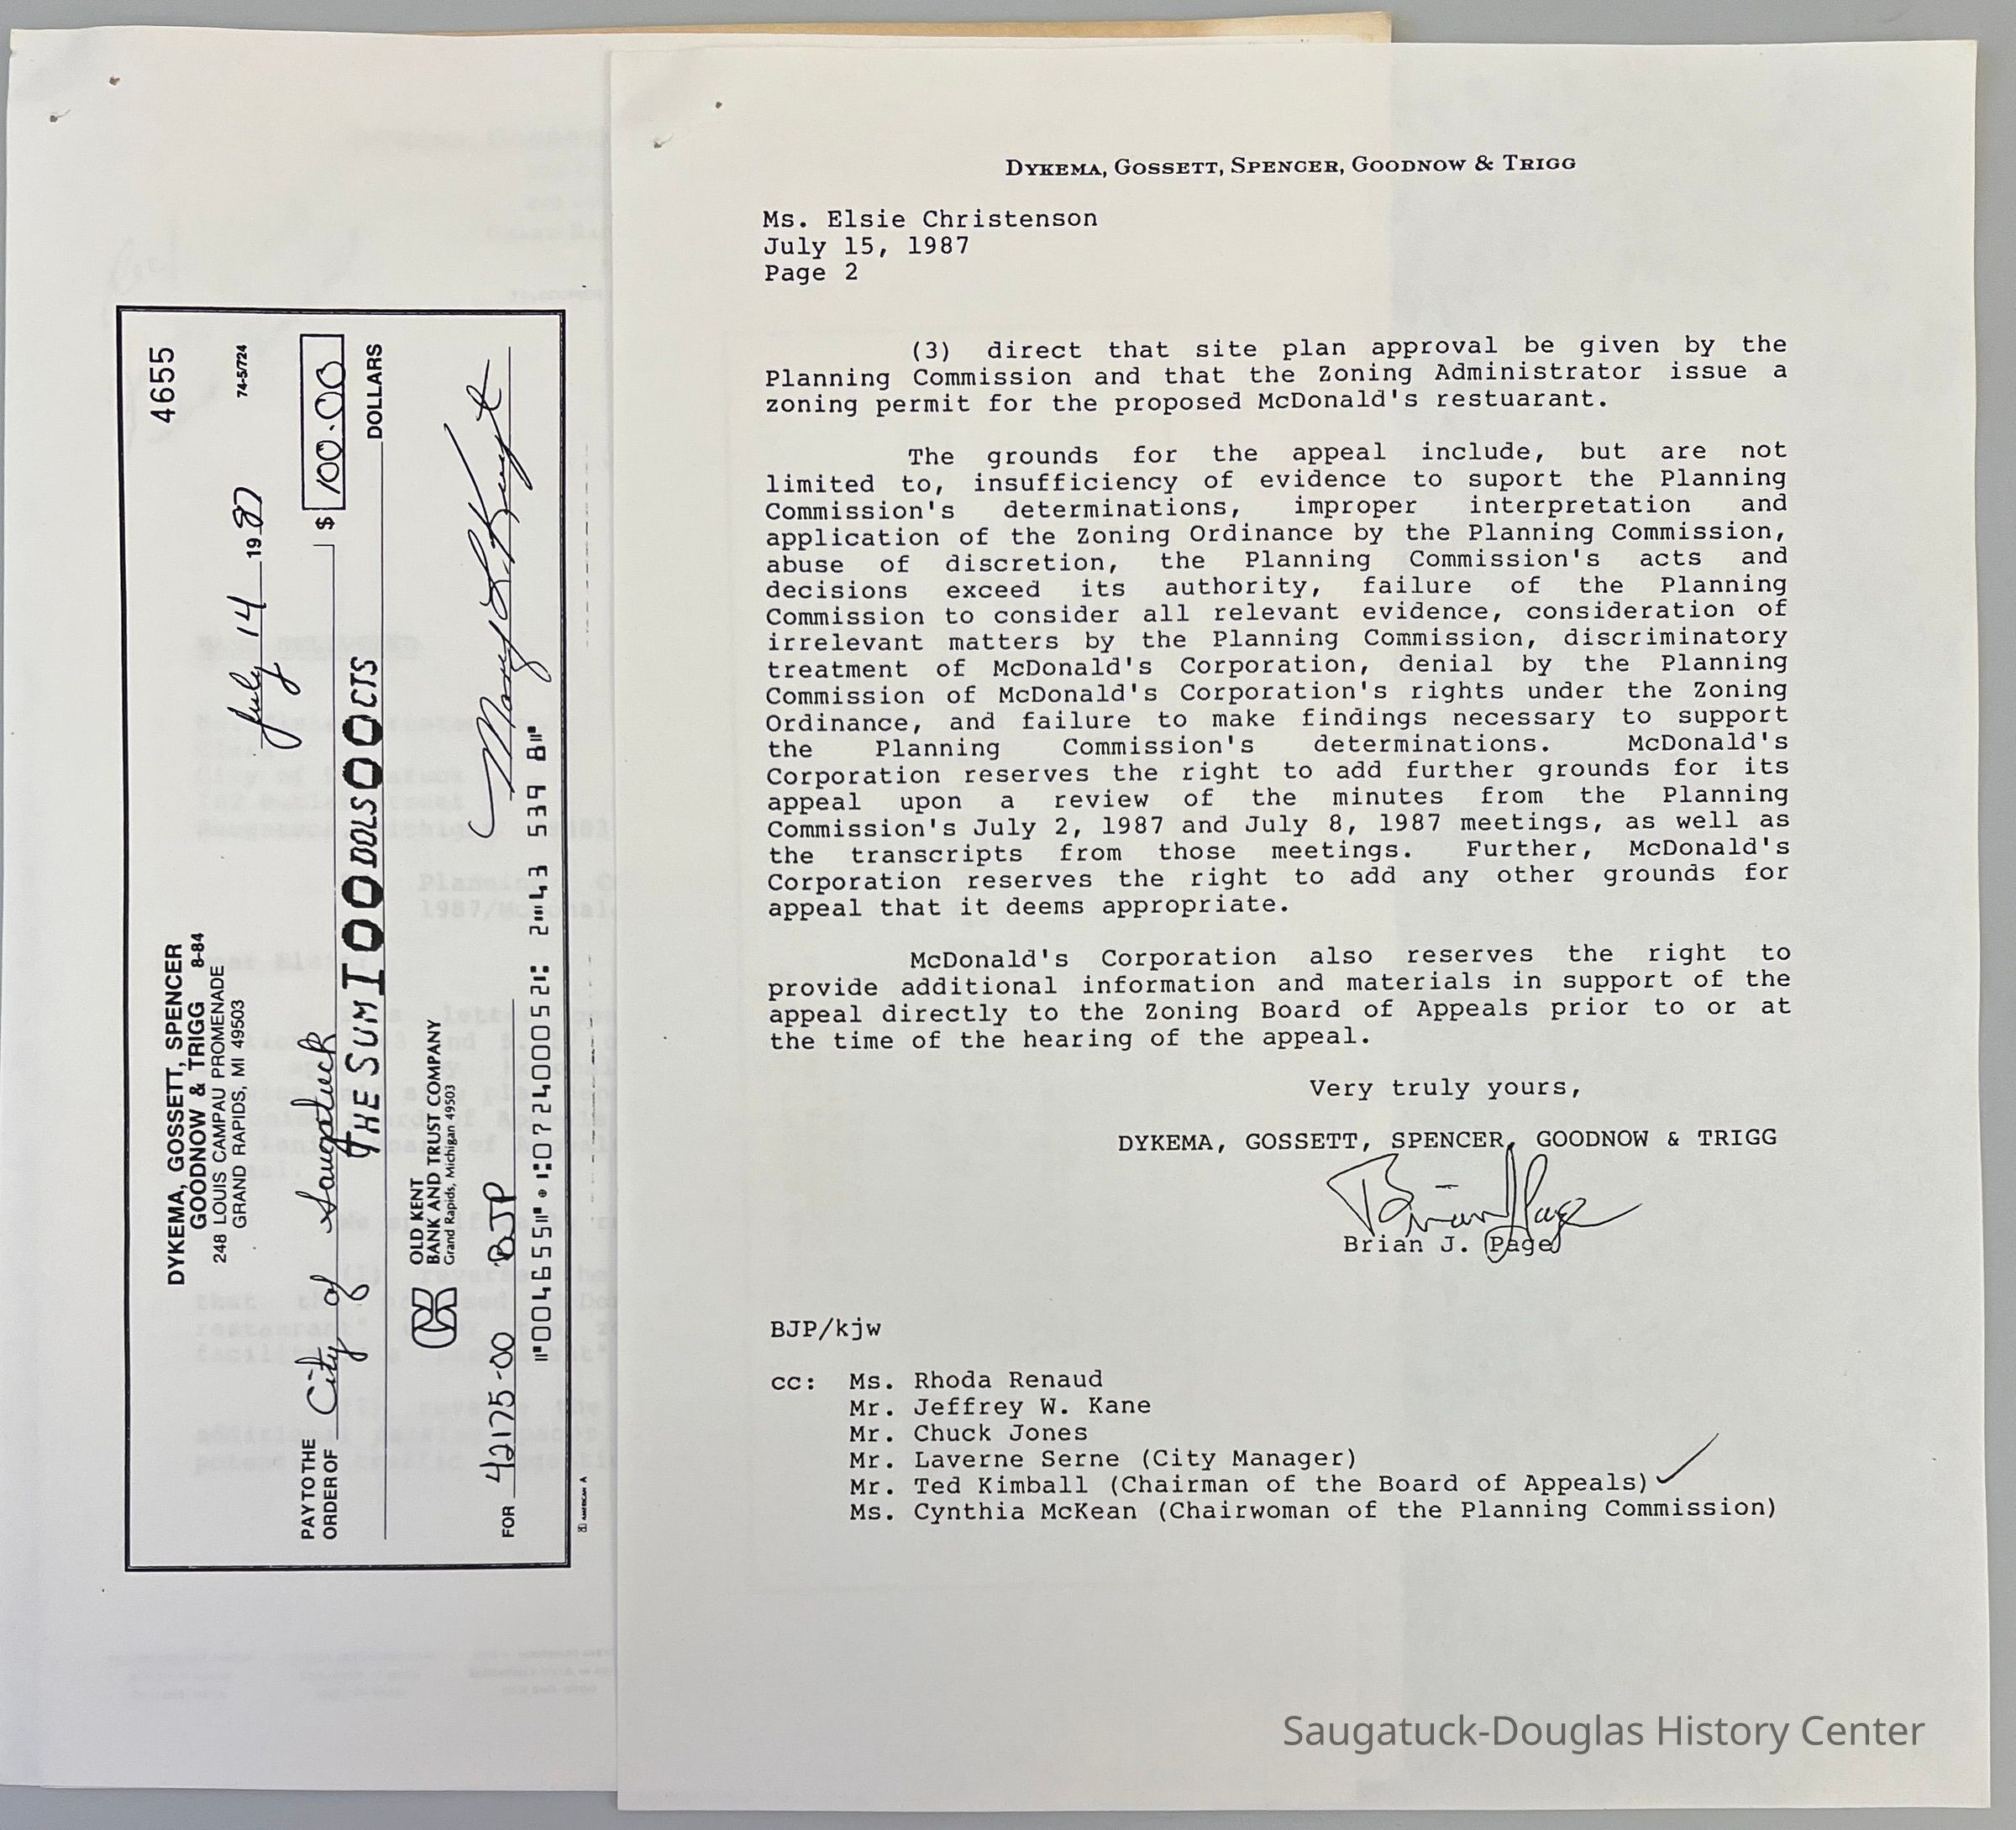 4655
DYKEMA, GOSSETT, SPENCER
GOODNOW & TRIGG 8-84
248 LOUIS CAMPAU PROMENADE
GRAND RAPIDS, MI 49503
74-5/724
July 14 1987
PAY TO THE
ORDER OF City of Saugatuck $ 100.00
THE SUM 100 DOLS 00 CTS DOLLARS
OLD KENT
BANK AND TRUST COMPANY
Grand Rapids, Michigan 49503
FOR 42175-00 BJP
⑈004655⑈ ⑆072400052⑆ 2⑉43 539 8⑈
AMERICAN A
DYKEMA, GOSSETT, SPENCER, GOODNOW & TRIGG
Ms. Elsie Christenson
July 15, 1987
Page 2
(3) direct that site plan approval be given by the
Planning Commission and that the Zoning Administrator issue a
zoning permit for the proposed McDonald's restuarant.
The grounds for the appeal include, but are not
limited to, insufficiency of evidence to suport the Planning
Commission's determinations, improper interpretation and
application of the Zoning Ordinance by the Planning Commission,
abuse of discretion, the Planning Commission's acts and
decisions exceed its authority, failure of the Planning
Commission to consider all relevant evidence, consideration of
irrelevant matters by the Planning Commission, discriminatory
treatment of McDonald's Corporation, denial by the Planning
Commission of McDonald's Corporation's rights under the Zoning
Ordinance, and failure to make findings necessary to support
the Planning Commission's determinations. McDonald's
Corporation reserves the right to add further grounds for its
appeal upon a review of the minutes from the Planning
Commission's July 2, 1987 and July 8, 1987 meetings, as well as
the transcripts from those meetings. Further, McDonald's
Corporation reserves the right to add any other grounds for
appeal that it deems appropriate.
McDonald's Corporation also reserves the right to
provide additional information and materials in support of the
appeal directly to the Zoning Board of Appeals prior to or at
the time of the hearing of the appeal.
Very truly yours,
DYKEMA, GOSSETT, SPENCER, GOODNOW & TRIGG
Brian J Page
Brian J. Page
BJP/kjw
cc: Ms. Rhoda Renaud
Mr. Jeffrey W. Kane
Mr. Chuck Jones
Mr. Laverne Serne (City Manager)
Mr. Ted Kimball (Chairman of the Board of Appeals)
Ms. Cynthia McKean (Chairwoman of the Planning Commission)
Saugatuck-Douglas History Center